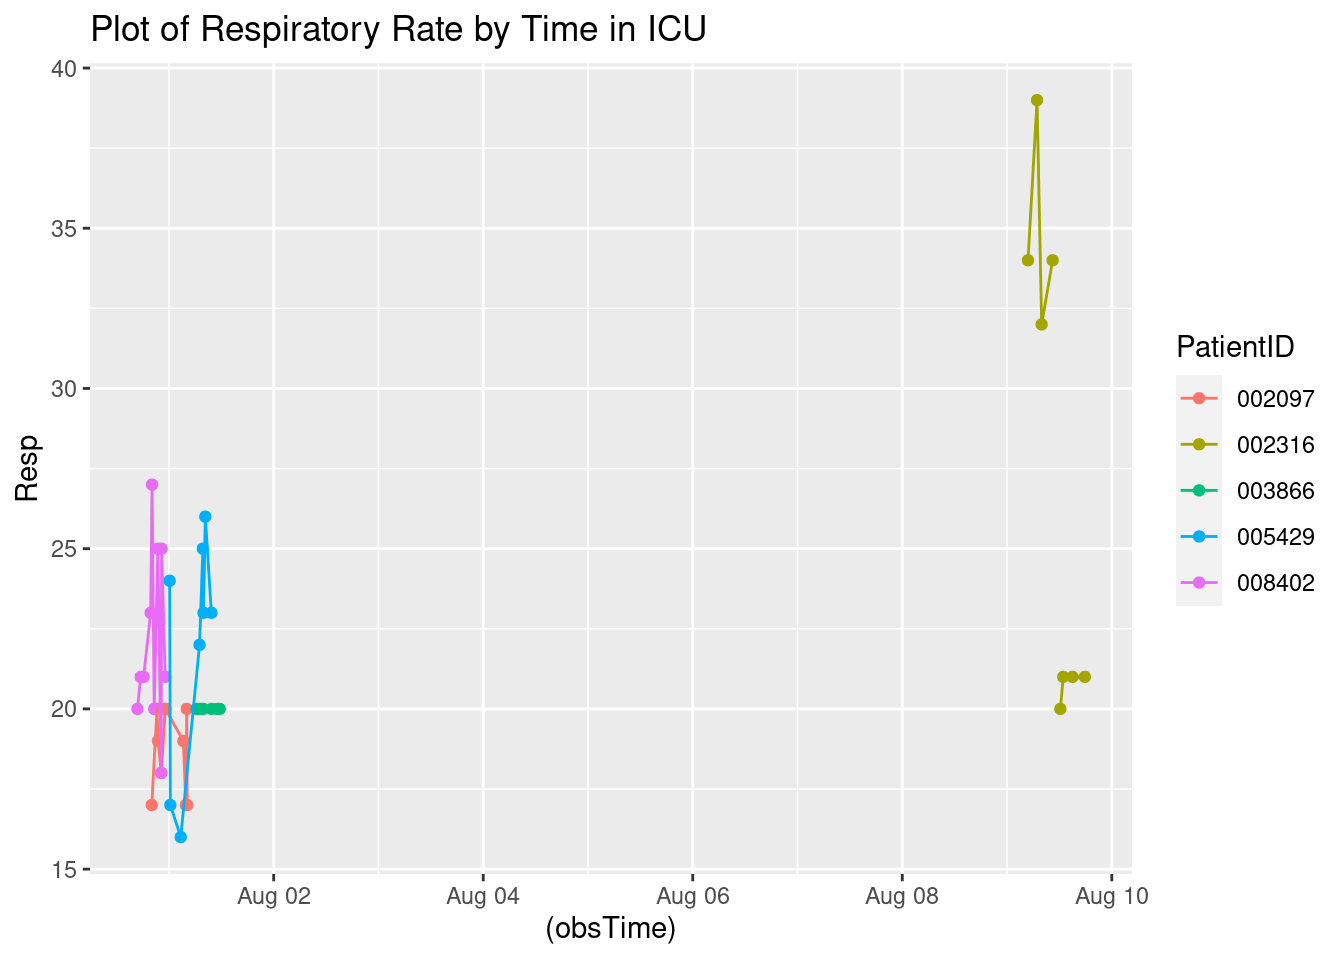 Plot of Respiratory Rate by Time in ICU
40
35
30
25
20
15
Resp
Aug 02
Aug 04
Aug 06
Aug 08
Aug 10
(obsTime)
PatientID
002097
002316
003866
005429
008402